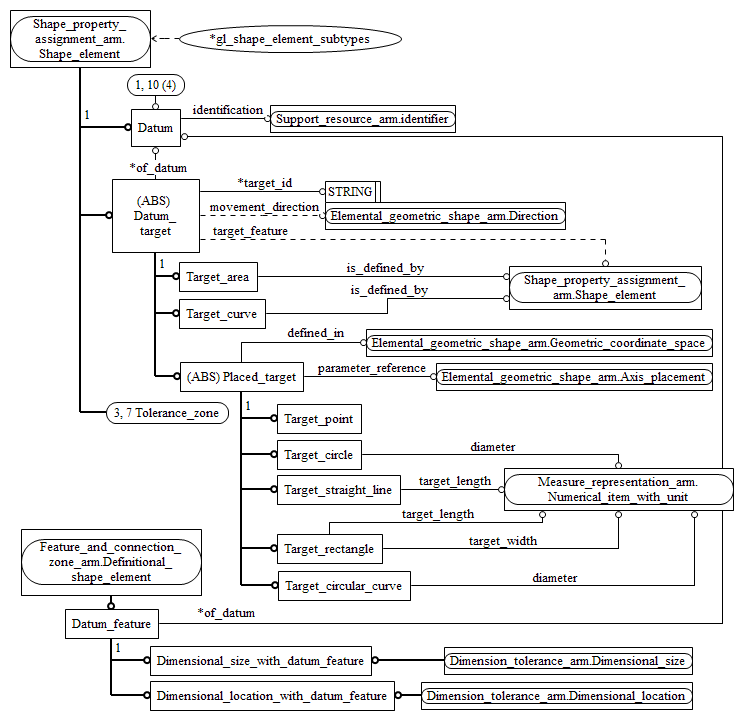 Shape_property_
assignment_arm.
Shape_element
*gl_shape_element_subtypes
1, 10 (4)
1
identification
Support_resource_arm.identifier
Datum
*of_datum
(ABS)
Datum_
target
*target_id
STRING
movement_direction
Elemental_geometric_shape_arm.Direction
target_feature
1
is_defined_by
Target_area
Shape_property_assignment_
arm.Shape_element
is_defined_by
Target_curve
defined_in
Elemental_geometric_shape_arm.Geometric_coordinate_space
(ABS) Placed_target
parameter_reference
Elemental_geometric_shape_arm.Axis_placement
1
3, 7 Tolerance_zone
Target_point
Target_circle
diameter
Target_straight_line
target_length
Measure_representation_arm.
Numerical_item_with_unit
target_length
Target_rectangle
target_width
Feature_and_connection_
zone_arm.Definitional_
shape_element
Target_circular_curve
diameter
Datum_feature
*of_datum
1
Dimensional_size_with_datum_feature
Dimension_tolerance_arm.Dimensional_size
Dimensional_location_with_datum_feature
Dimension_tolerance_arm.Dimensional_location